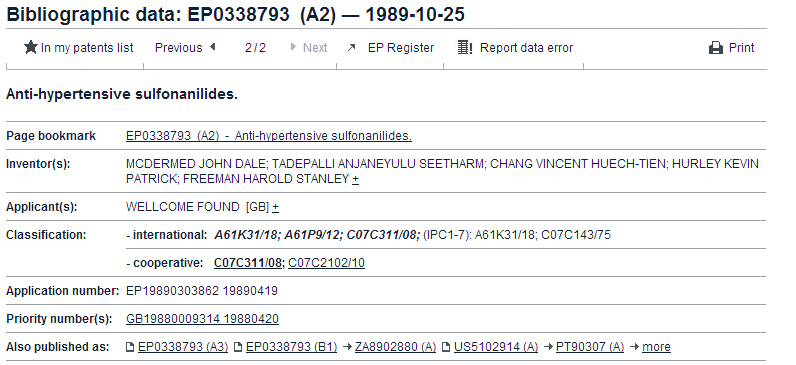 Bibliographic data: EP0338793 (A2) — 1989-10-25
In my patents list Previous 2/2 Next EP Register Report data error Print
Anti-hypertensive sulfonanilides.
Page bookmark EP0338793 (A2) - Anti-hypertensive sulfonanilides.
Inventor(s): MCDERMED JOHN DALE; TADEPALLI ANJANEYULU SEETHARM; CHANG VINCENT HUECH-TIEN; HURLEY KEVIN
PATRICK; FREEMAN HAROLD STANLEY +
Applicant(s): WELLCOME FOUND [GB] +
Classification: - international: A61K31/18; A61P9/12; C07C311/08; (IPC1-7): A61K31/18; C07C143/75
- cooperative: C07C311/08; C07C2102/10
Application number: EP19890303862 19890419
Priority number(s): GB19880009314 19880420
Also published as: EP0338793 (A3) EP0338793 (B1) ZA8902880 (A) US5102914 (A) PT90307 (A) more